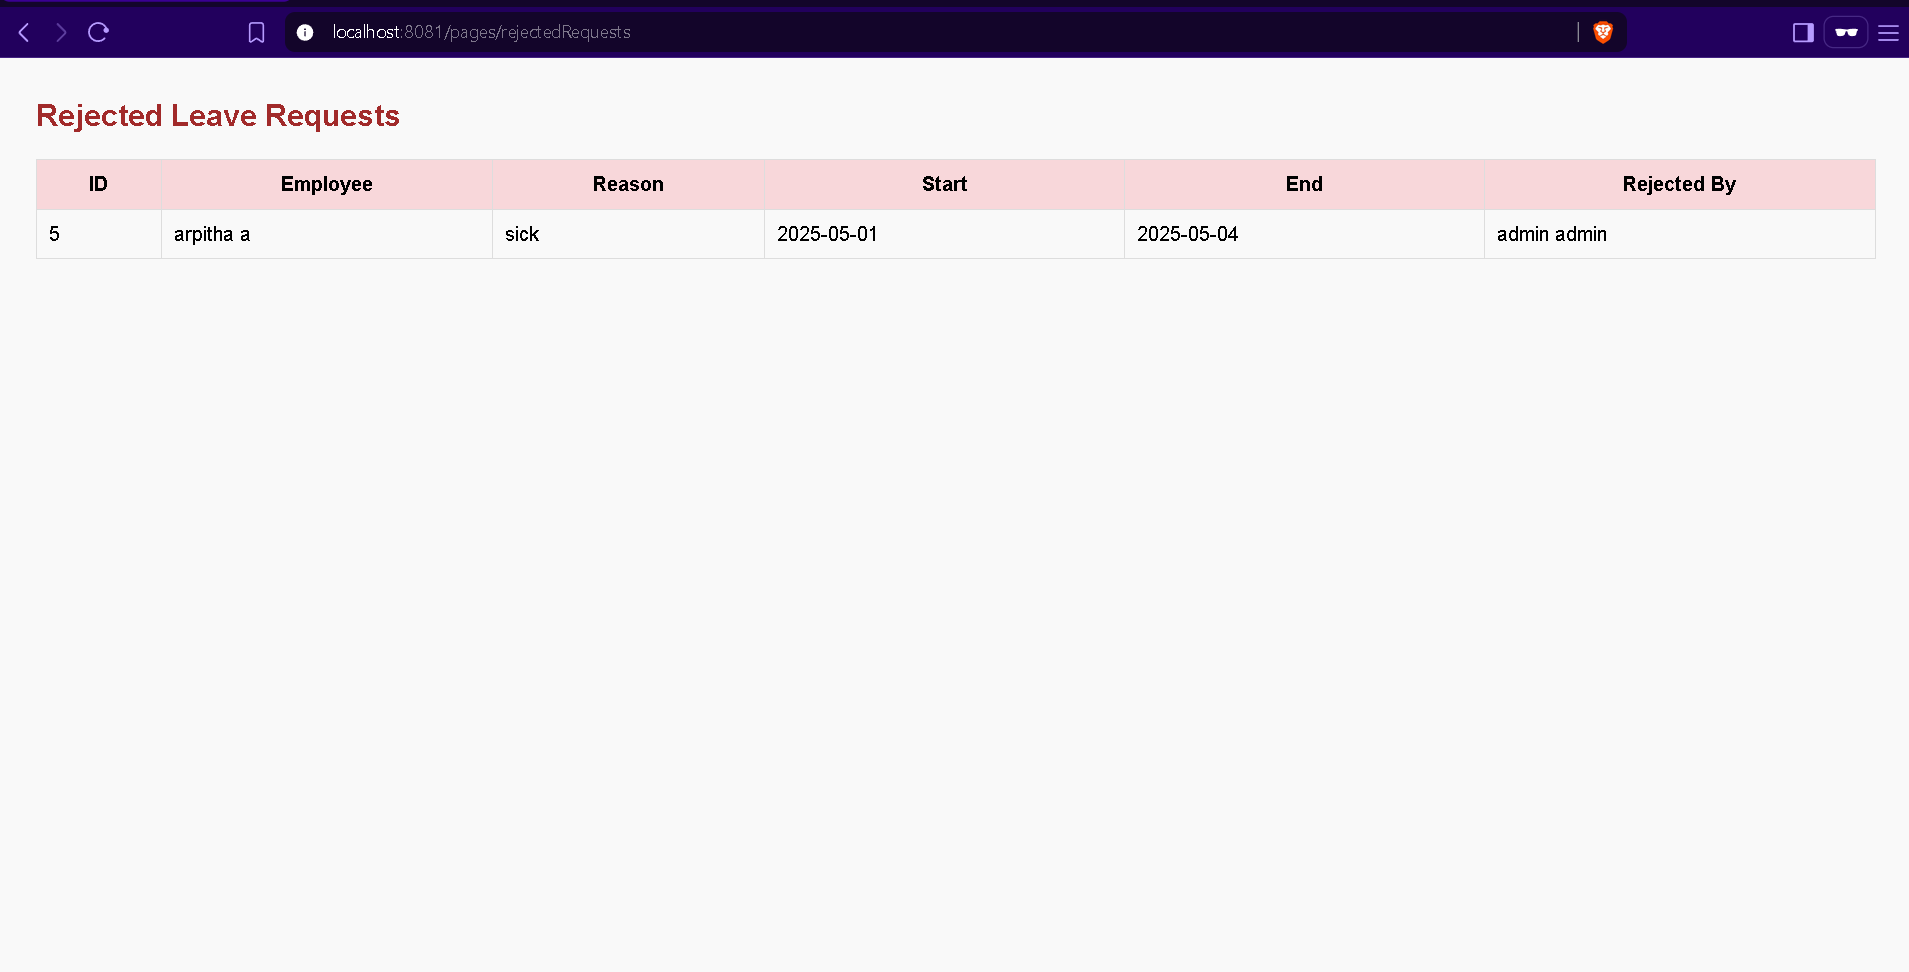 localhost:8081/pages/rejectedRequests
Rejected Leave Requests
ID Employee Reason Start End Rejected By
5 arpitha a sick 2025-05-01 2025-05-04 admin admin